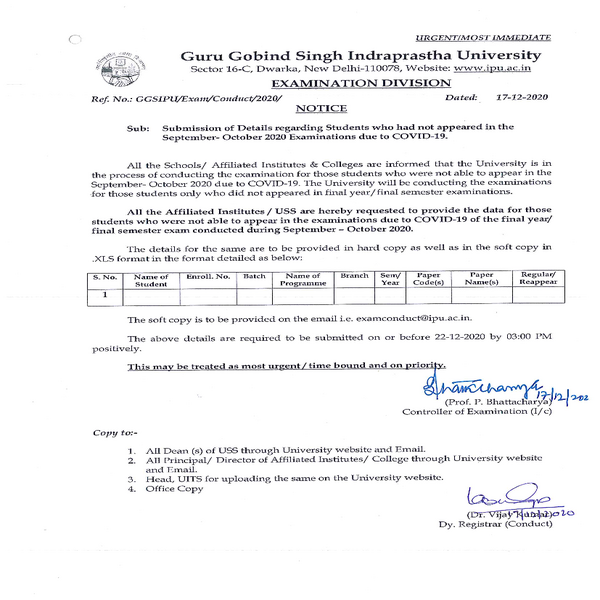 URGENT/MOST IMMEDIATE
Guru Gobind Singh Indraprastha University
Sector 16-C, Dwarka, New Delhi-110078, Website: www.ipu.ac.in
EXAMINATION DIVISION
Ref. No.: GGSIPU/Exam/Conduct/2020/ Dated: 17-12-2020
NOTICE
Sub: Submission of Details regarding Students who had not appeared in the
September- October 2020 Examinations due to COVID-19.
All the Schools/ Affiliated Institutes & Colleges are informed that the University is in
the process of conducting the examination for those students who were not able to appear in the
September- October 2020 due to COVID-19. The University will be conducting the examinations
for those students only who did not appeared in final year/final semester examinations.
All the Affiliated Institutes / USS are hereby requested to provide the data for those
students who were not able to appear in the examinations due to COVID-19 of the final year/
final semester exam conducted during September – October 2020.
The details for the same are to be provided in hard copy as well as in the soft copy in
.XLS format in the format detailed as below:
S. No. Name of Student Enroll. No. Batch Name of Programme Branch Sem/ Year Paper Code(s) Paper Name(s) Regular/ Reappear
1
The soft copy is to be provided on the email i.e. examconduct@ipu.ac.in.
The above details are required to be submitted on or before 22-12-2020 by 03:00 PM
positively.
This may be treated as most urgent/ time bound and on priority.
17/12/202
(Prof. P. Bhattacharya)
Controller of Examination (I/c)
Copy to:-
1. All Dean (s) of USS through University website and Email.
2. All Principal/ Director of Affiliated Institutes/ College through University website
and Email.
3. Head, UITS for uploading the same on the University website.
4. Office Copy
(Dr. Vijay Kumar)
Dy. Registrar (Conduct)